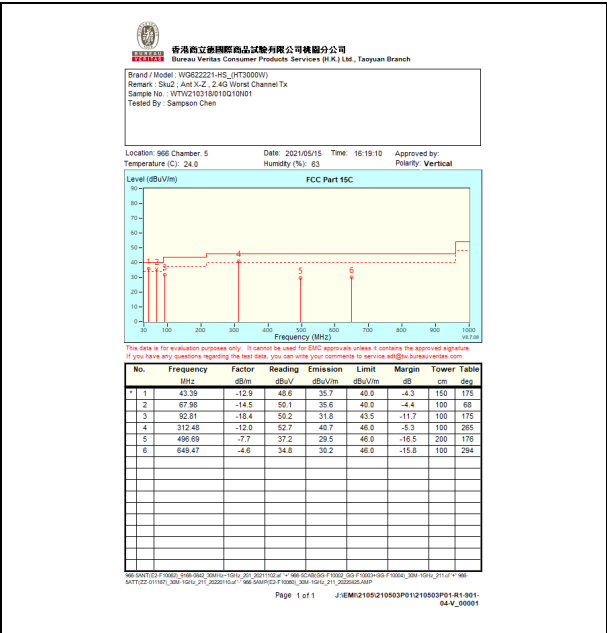 BUREAU
VERITAS
香港商立德國際商品試驗有限公司桃園分公司
Bureau Veritas Consumer Products Services (H.K.) Ltd., Taoyuan Branch
Brand / Model : WG622221-HS_(HT3000W)
Remark : Sku2 ; Ant X-Z , 2.4G Worst Channel Tx
Sample No. : WTW210318/010Q10N01
Tested By : Sampson Chen
Location: 966 Chamber. 5 Date: 2021/05/15 Time: 16:19:10 Approved by:
Temperature (C): 24.0 Humidity (%): 63 Polarity: Vertical
Level (dBuV/m) FCC Part 15C
90
80
70
60
50
40
30
20
10
0
1 2 3 4 5 6
30 100 200 300 400 500 600 700 800 900 1000
Frequency (MHz)
V8.7.08
This data is for evaluation purposes only. It cannot be used for EMC approvals unless it contains the approved signature.
If you have any questions regarding the test data, you can write your comments to service.adt@tw.bureauveritas.com
No. Frequency Factor Reading Emission Limit Margin Tower Table
MHz dB/m dBuV dBuV/m dBuV/m dB cm deg
* 1 43.39 -12.9 48.6 35.7 40.0 -4.3 150 175
2 67.98 -14.5 50.1 35.6 40.0 -4.4 100 68
3 92.81 -18.4 50.2 31.8 43.5 -11.7 100 175
4 312.48 -12.0 52.7 40.7 46.0 -5.3 100 265
5 496.69 -7.7 37.2 29.5 46.0 -16.5 200 176
6 649.47 -4.6 34.8 30.2 46.0 -15.8 100 294
Page 1 of 1 J:\EMI\2105\210503P01\210503P01-R1-901-
04-V_00001